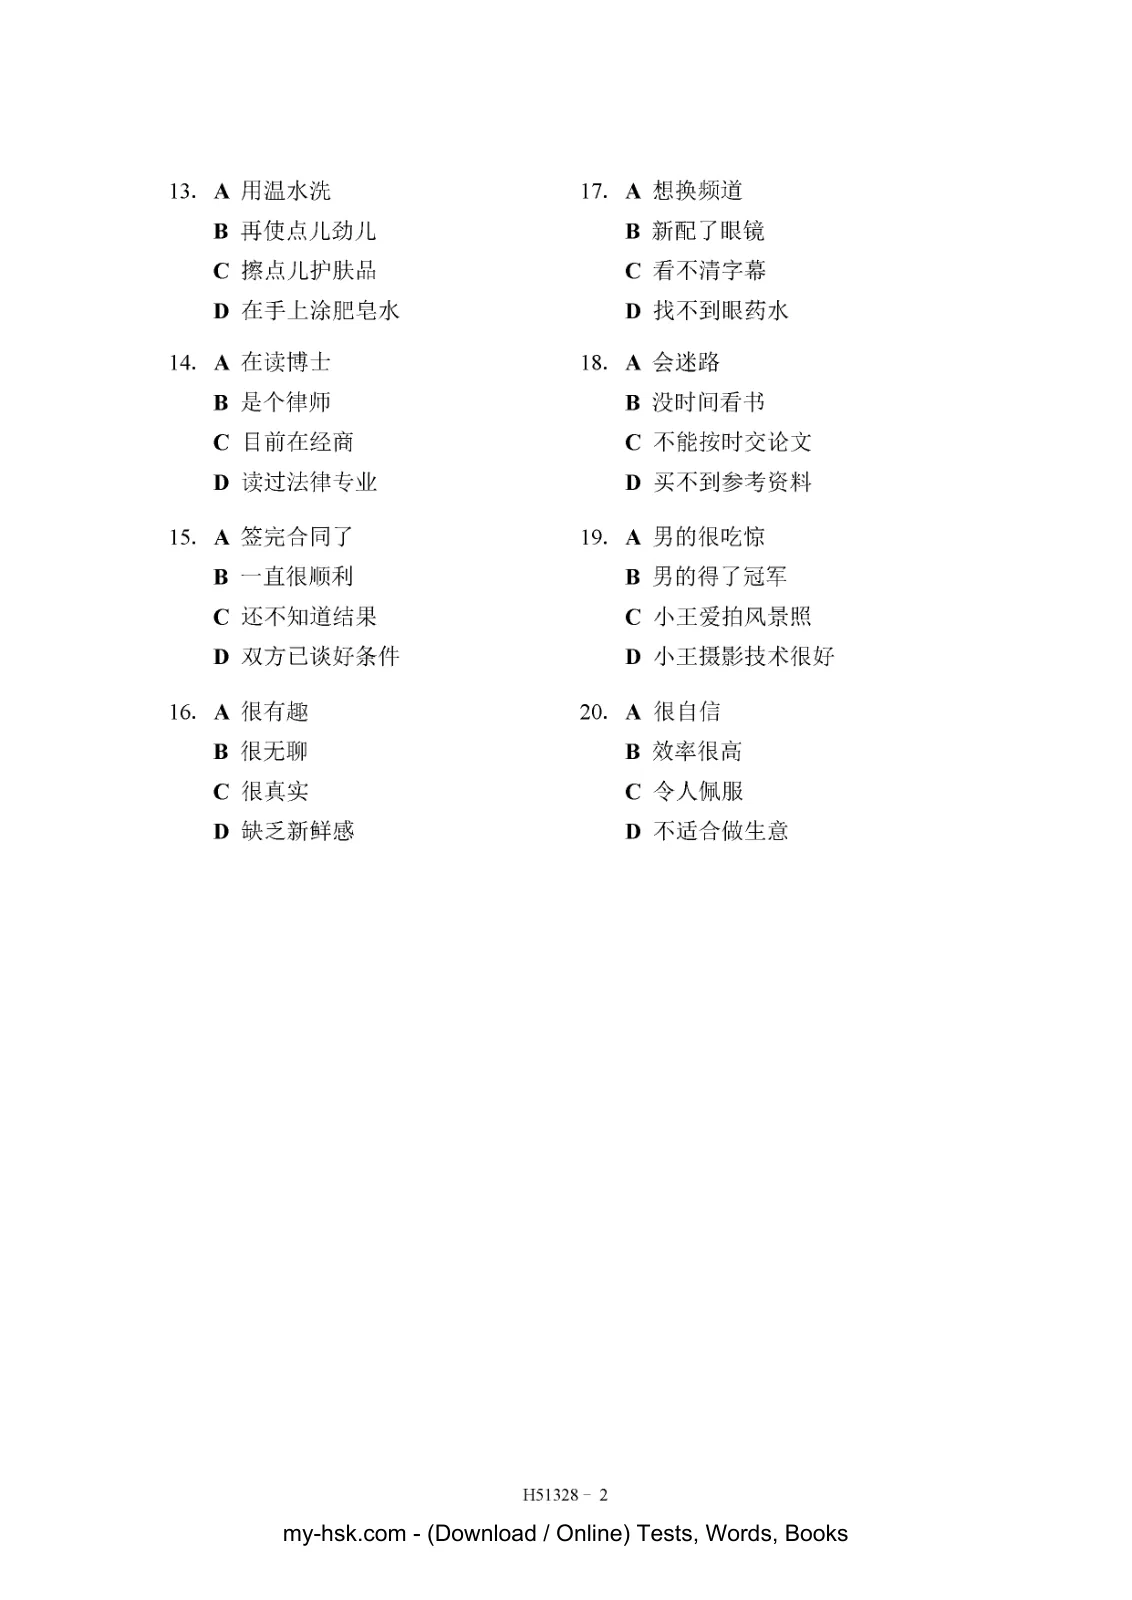 13. A 用温水洗
B 再使点儿劲儿
C 擦点儿护肤品
D 在手上涂肥皂水
14. A 在读博士
B 是个律师
C 目前在经商
D 读过法律专业
15. A 签完合同了
B 一直很顺利
C 还不知道结果
D 双方已谈好条件
16. A 很有趣
B 很无聊
C 很真实
D 缺乏新鲜感
17. A 想换频道
B 新配了眼镜
C 看不清字幕
D 找不到眼药水
18. A 会迷路
B 没时间看书
C 不能按时交论文
D 买不到参考资料
19. A 男的很吃惊
B 男的得了冠军
C 小王爱拍风景照
D 小王摄影技术很好
20. A 很自信
B 效率很高
C 令人佩服
D 不适合做生意
H51328－ 2
my-hsk.com - (Download / Online) Tests, Words, Books